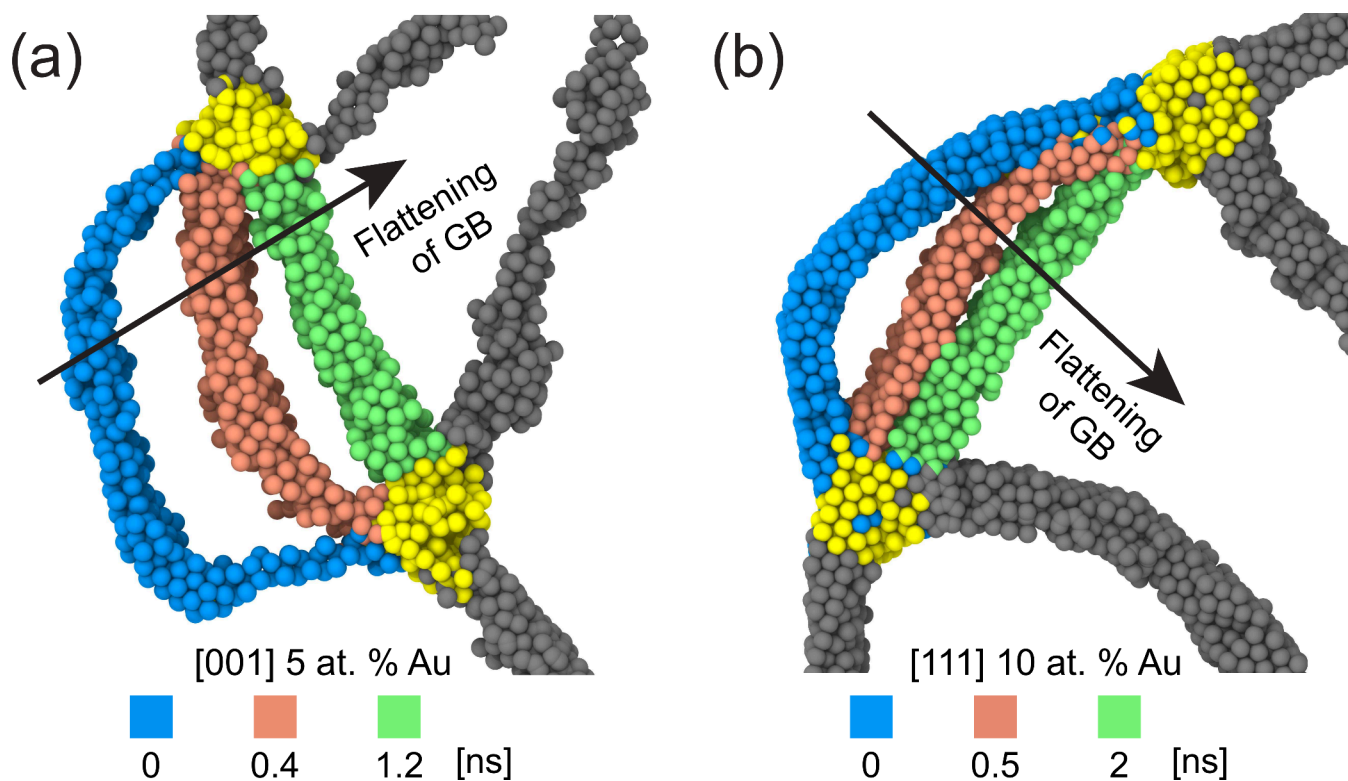 (a)
Flattening
of GB
[001] 5 at. % Au
0 0.4 1.2 [ns]
(b)
Flattening
of GB
[111] 10 at. % Au
0 0.5 2 [ns]